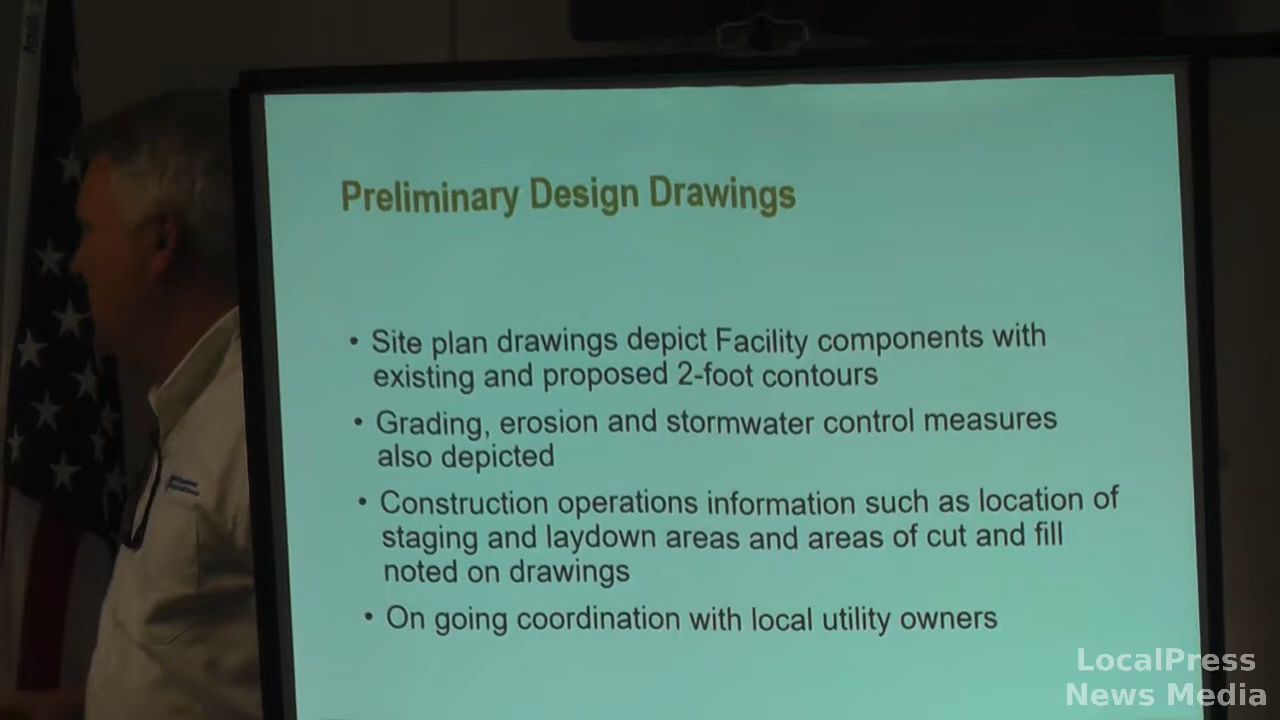 Preliminary Design Drawings
• Site plan drawings depict Facility components with
existing and proposed 2-foot contours
• Grading, erosion and stormwater control measures
also depicted
• Construction operations information such as location of
staging and laydown areas and areas of cut and fill
noted on drawings
• On going coordination with local utility owners
LocalPress
News Media